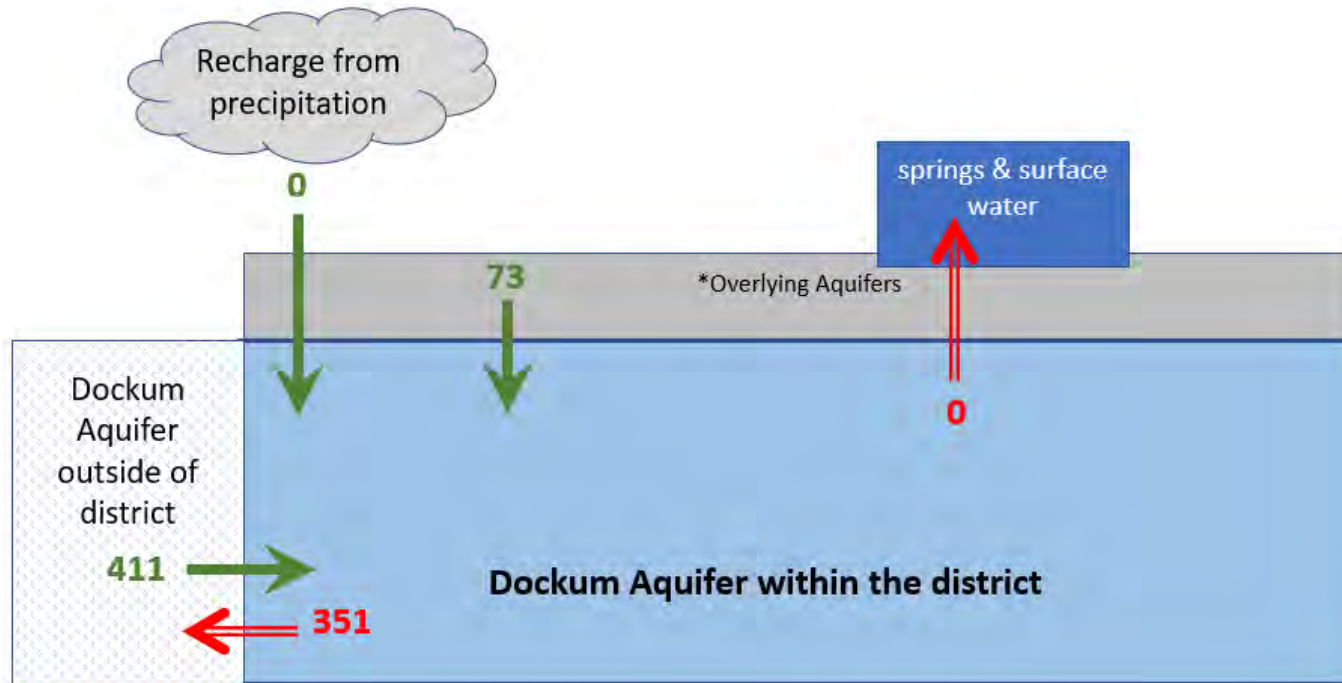 Recharge from
precipitation
0
springs & surface
water
73
*Overlying Aquifers
Dockum
Aquifer
outside of
district
0
411
Dockum Aquifer within the district
351